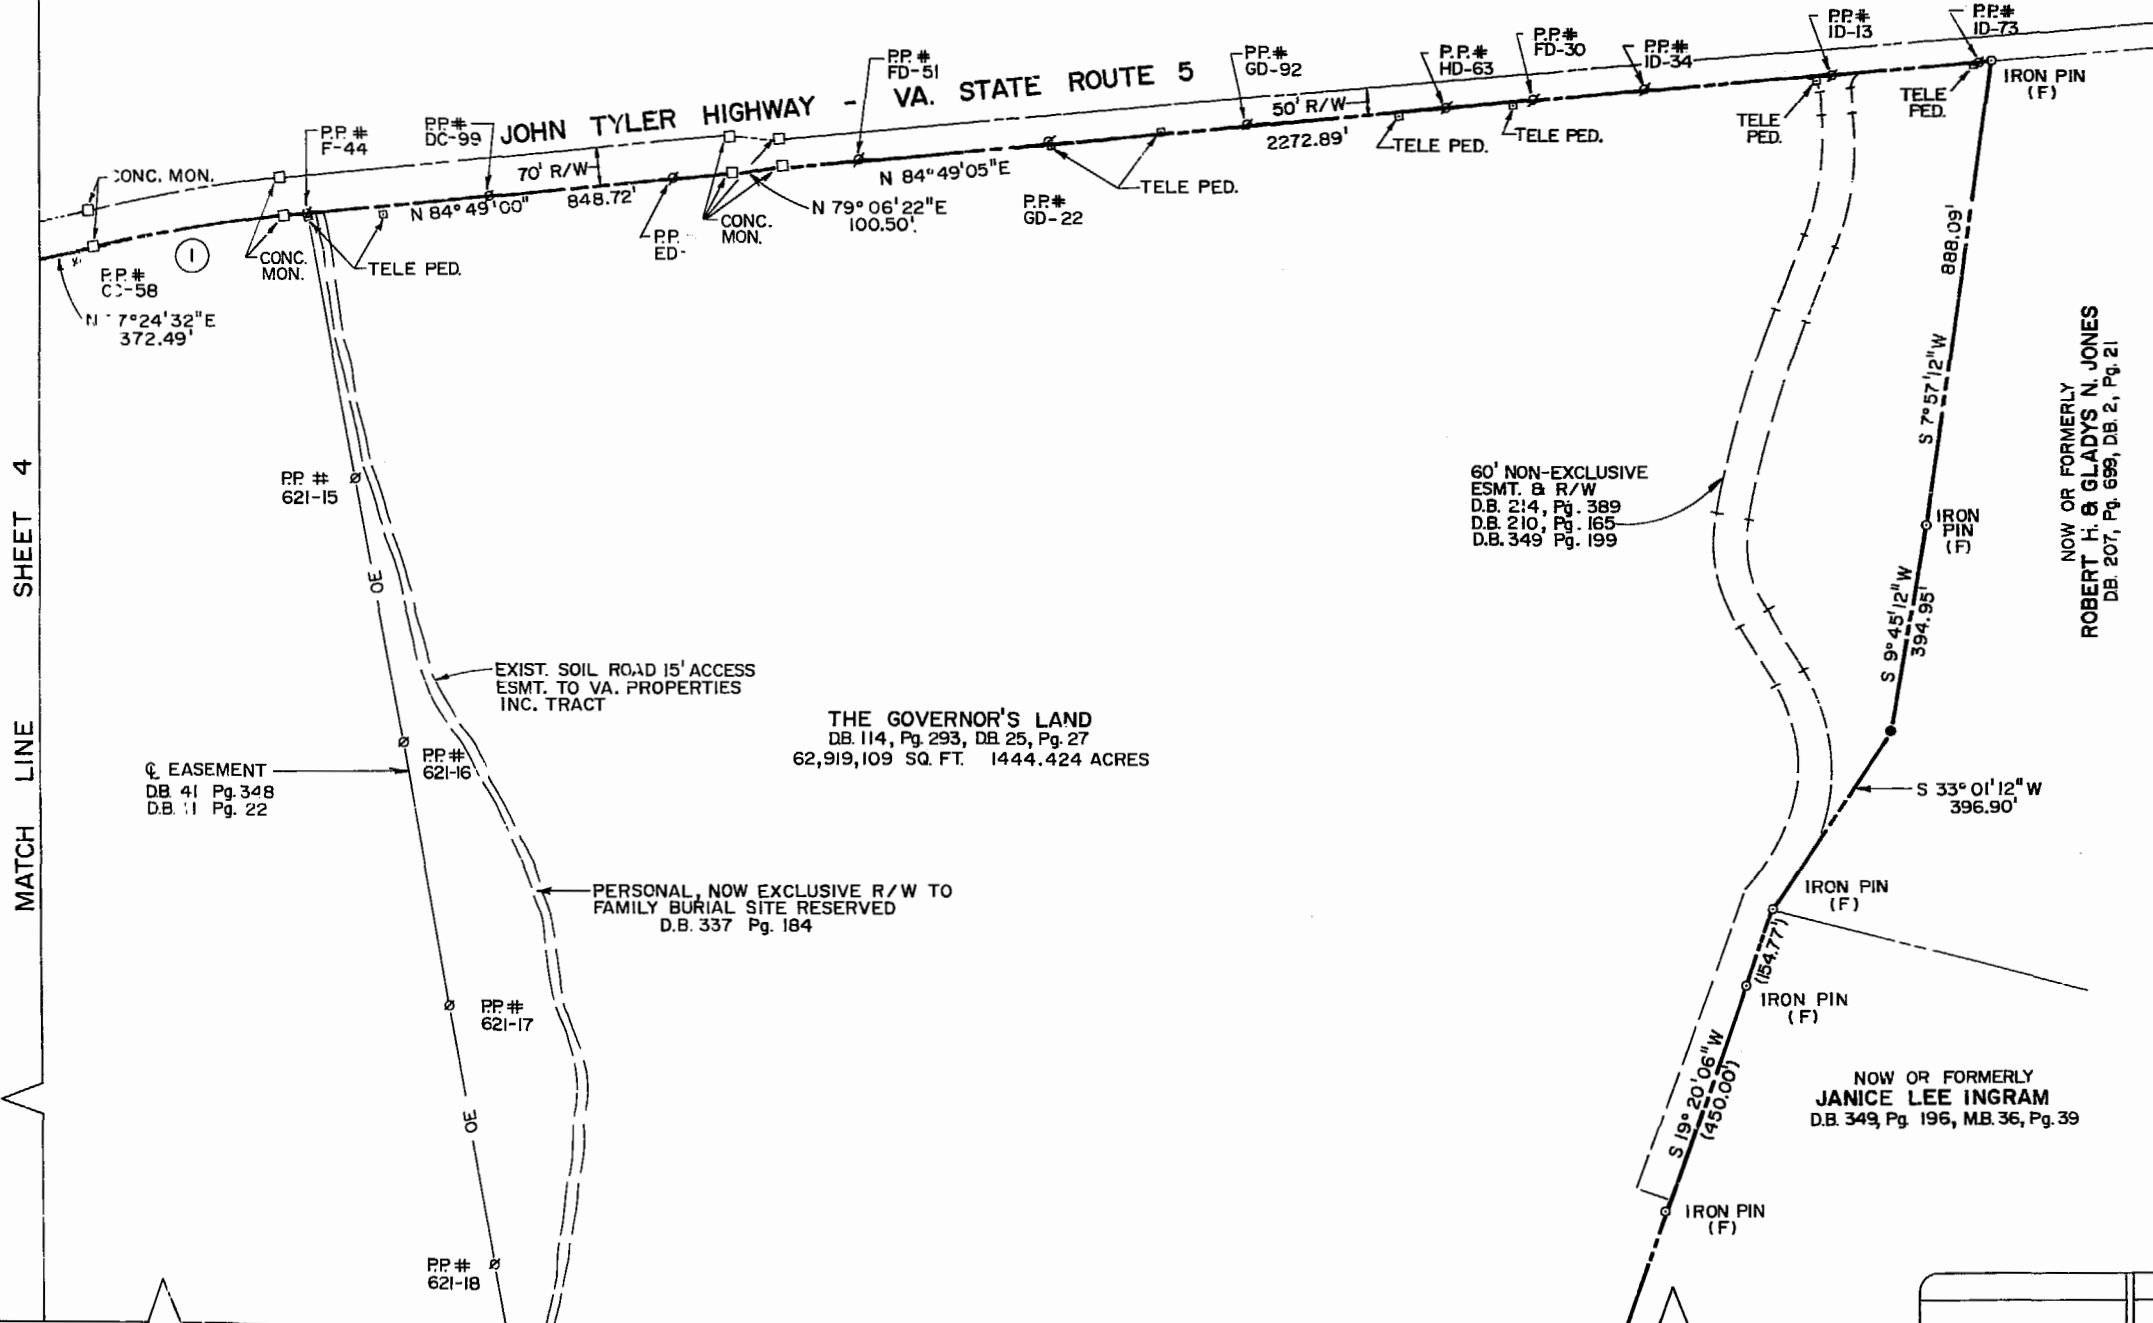 P.P. #
F-44
P.P. #
DC-99
JOHN TYLER HIGHWAY - VA. STATE ROUTE 5
P.P. #
FD-51
P.P. #
GD-92
P.P. #
HD-63
P.P. #
FD-30
P.P. #
ID-34
P.P. #
ID-13
P.P. #
ID-73
IRON PIN
(F)
TELE
PED.
TELE
PED.
TELE PED.
TELE PED.
50' R/W
2272.89'
CONC. MON.
70' R/W
N 84° 49' 00"
848.72'
N 84° 49' 05" E
TELE PED.
P.P. #
GD-22
N 79° 06' 22" E
100.50'
CONC.
MON.
P.P.
ED-
1
CONC.
MON.
TELE PED.
P.P. #
-58
7° 24' 32" E
372.49'
MATCH LINE SHEET 4
P.P. #
621-15
OE
EXIST. SOIL ROAD 15' ACCESS
ESMT. TO VA. PROPERTIES
INC. TRACT
℄ EASEMENT
D.B. 41 Pg. 348
D.B. Pg. 22
P.P. #
621-16
THE GOVERNOR'S LAND
D.B. 114, Pg. 293, D.B. 25, Pg. 27
62,919,109 SQ. FT. 1444.424 ACRES
PERSONAL, NOW EXCLUSIVE R/W TO
FAMILY BURIAL SITE RESERVED
D.B. 337 Pg. 184
P.P. #
621-17
OE
P.P. #
621-18
60' NON-EXCLUSIVE
ESMT. & R/W
D.B. 214, Pg. 389
D.B. 210, Pg. 165
D.B. 349 Pg. 199
888.09'
S 7° 57' 12" W
IRON
PIN
(F)
S 9° 45' 12" W
394.95'
NOW OR FORMERLY
ROBERT H. & GLADYS N. JONES
D.B. 207, Pg. 699, D.B. 2, Pg. 21
S 33° 01' 12" W
396.90'
IRON PIN
(F)
(154.77')
IRON PIN
(F)
S 19° 20' 06" W
(450.00')
NOW OR FORMERLY
JANICE LEE INGRAM
D.B. 349, Pg. 196, M.B. 36, Pg. 39
IRON PIN
(F)